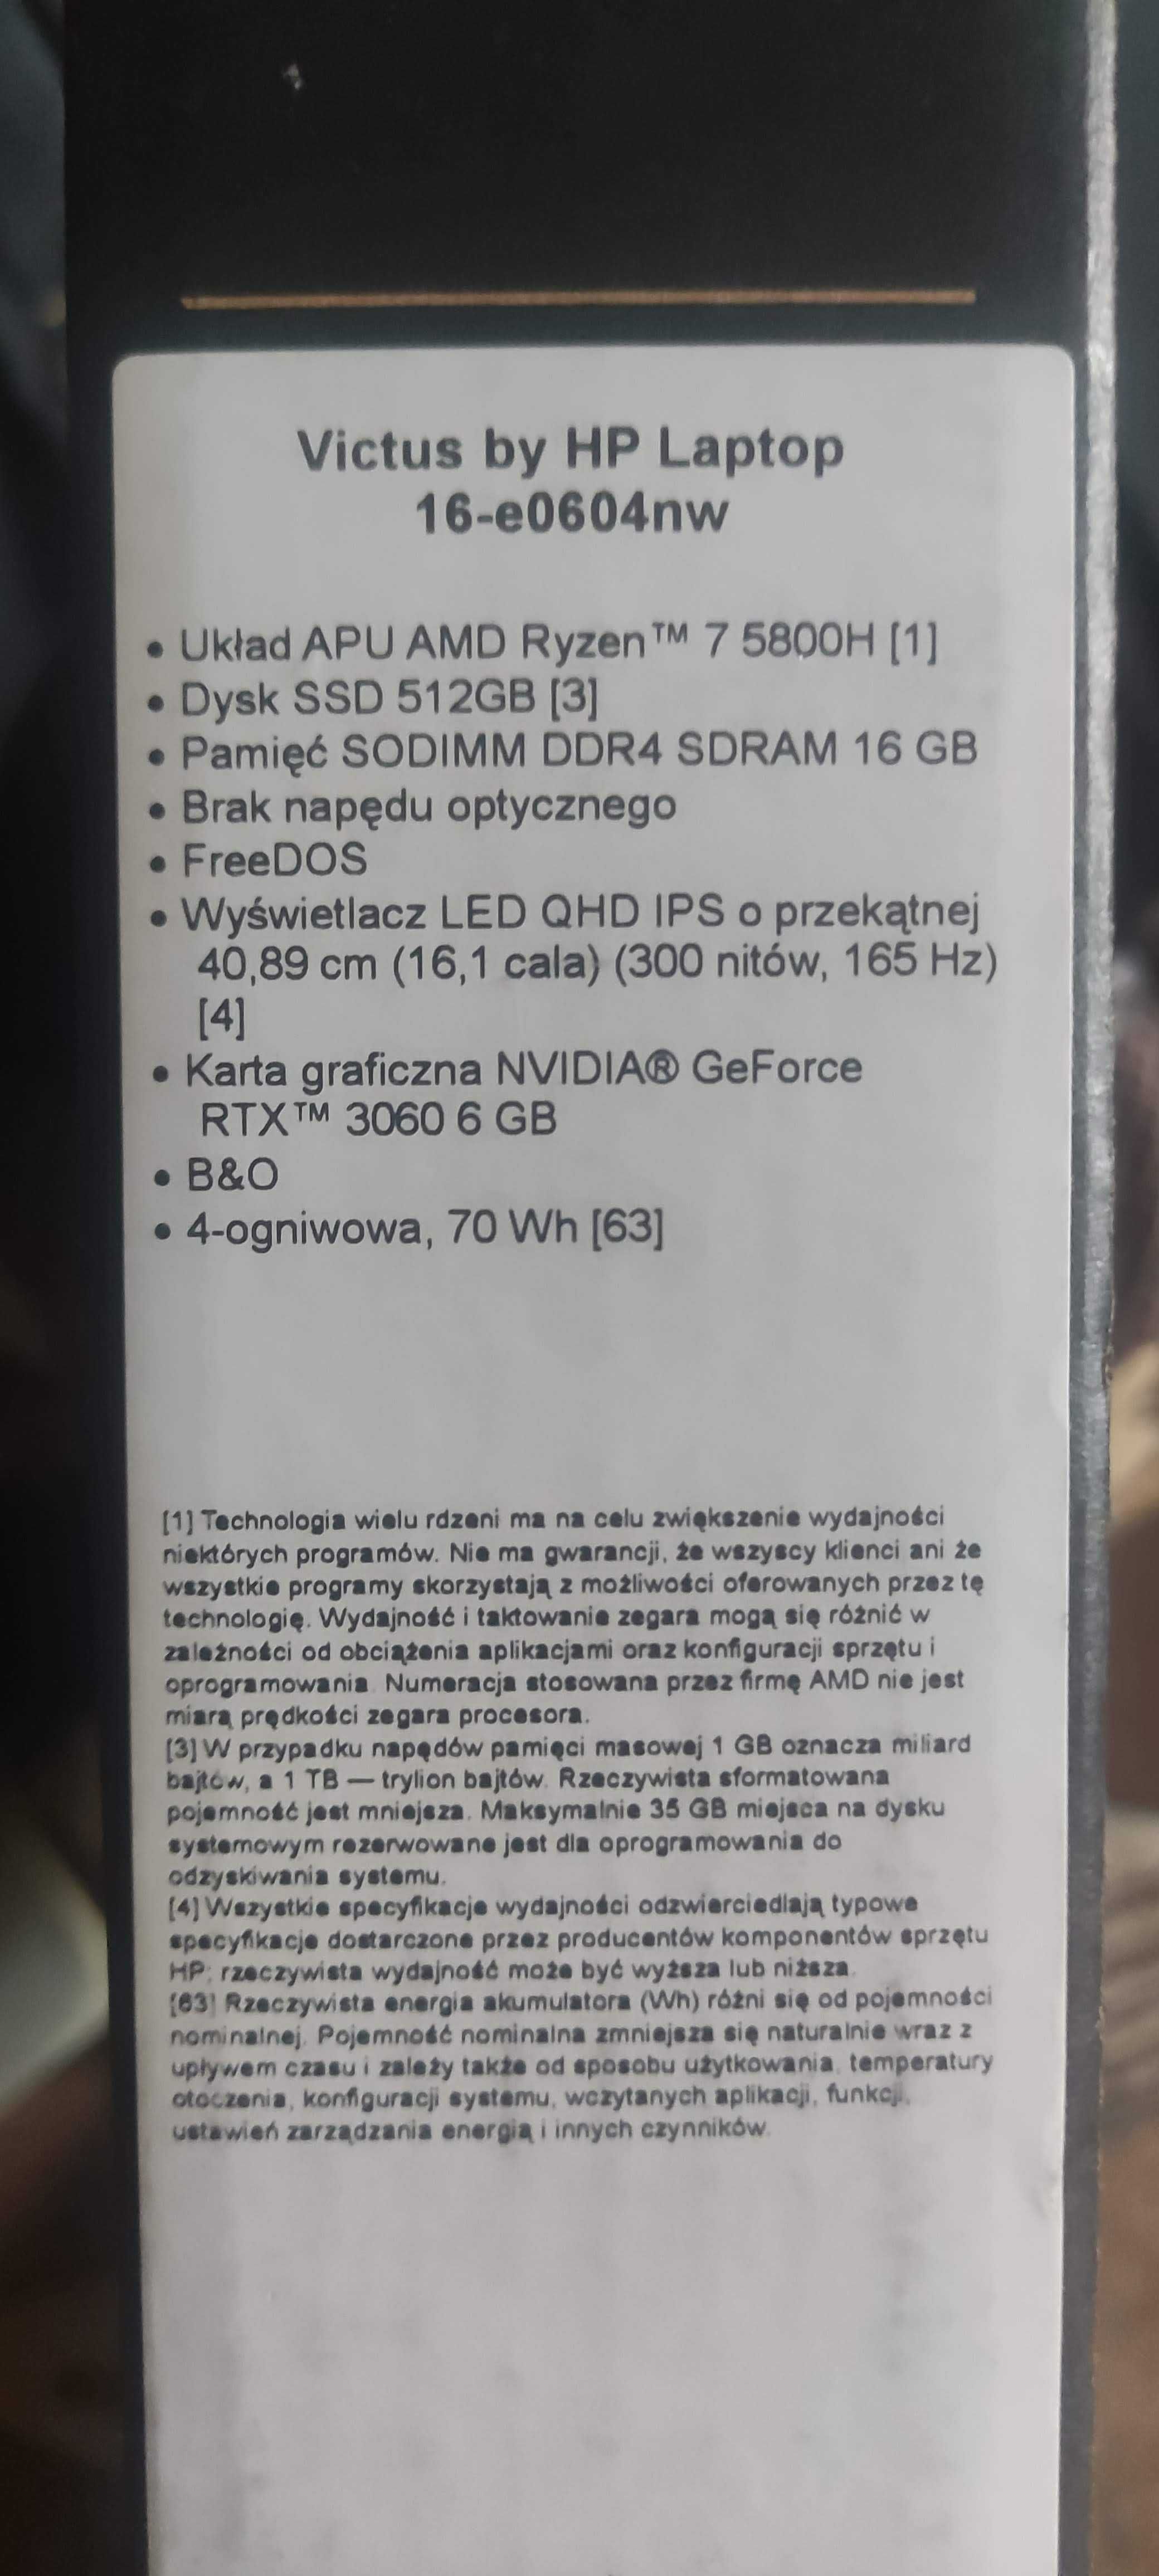 Victus by HP Laptop
16-e0604nw
• Układ APU AMD Ryzen™ 7 5800H [1]
• Dysk SSD 512GB [3]
• Pamięć SODIMM DDR4 SDRAM 16 GB
• Brak napędu optycznego
• FreeDOS
• Wyświetlacz LED QHD IPS o przekątnej
40,89 cm (16,1 cala) (300 nitów, 165 Hz)
[4]
• Karta graficzna NVIDIA® GeForce
RTX™ 3060 6 GB
• B&O
• 4-ogniwowa, 70 Wh [63]
[1] Technologia wielu rdzeni ma na celu zwiększenie wydajności
niektórych programów. Nie ma gwarancji, że wszyscy klienci ani że
wszystkie programy skorzystają z możliwości oferowanych przez tę
technologię. Wydajność i taktowanie zegara mogą się różnić w
zależności od obciążenia aplikacjami oraz konfiguracji sprzętu i
oprogramowania. Numeracja stosowana przez firmę AMD nie jest
miarą prędkości zegara procesora.
[3] W przypadku napędów pamięci masowej 1 GB oznacza miliard
bajtów, a 1 TB — trylion bajtów. Rzeczywista sformatowana
pojemność jest mniejsza. Maksymalnie 35 GB miejsca na dysku
systemowym rezerwowane jest dla oprogramowania do
odzyskiwania systemu.
[4] Wszystkie specyfikacje wydajności odzwierciedlają typowe
specyfikacje dostarczone przez producentów komponentów sprzętu
HP; rzeczywista wydajność może być wyższa lub niższa.
[63] Rzeczywista energia akumulatora (Wh) różni się od pojemności
nominalnej. Pojemność nominalna zmniejsza się naturalnie wraz z
upływem czasu i zależy także od sposobu użytkowania, temperatury
otoczenia, konfiguracji systemu, wczytanych aplikacji, funkcji,
ustawień zarządzania energią i innych czynników.